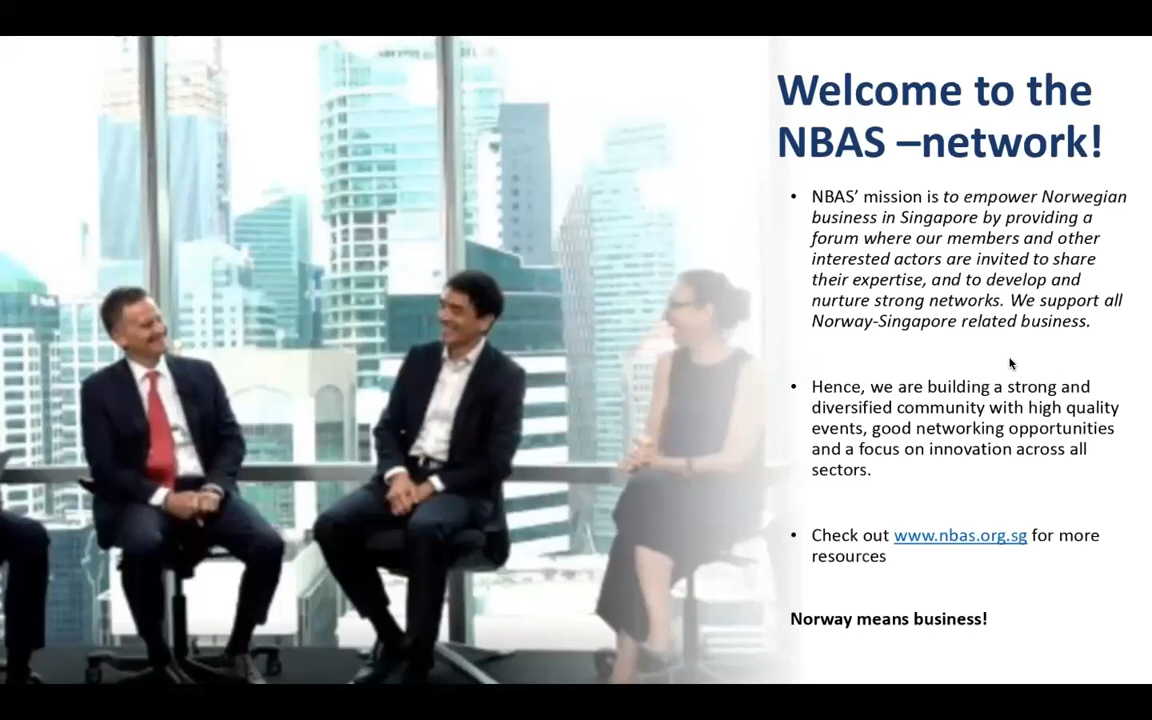 Welcome to the
NBAS –network!
• NBAS’ mission is to empower Norwegian
business in Singapore by providing a
forum where our members and other
interested actors are invited to share
their expertise, and to develop and
nurture strong networks. We support all
Norway-Singapore related business.
• Hence, we are building a strong and
diversified community with high quality
events, good networking opportunities
and a focus on innovation across all
sectors.
• Check out www.nbas.org.sg for more
resources
Norway means business!